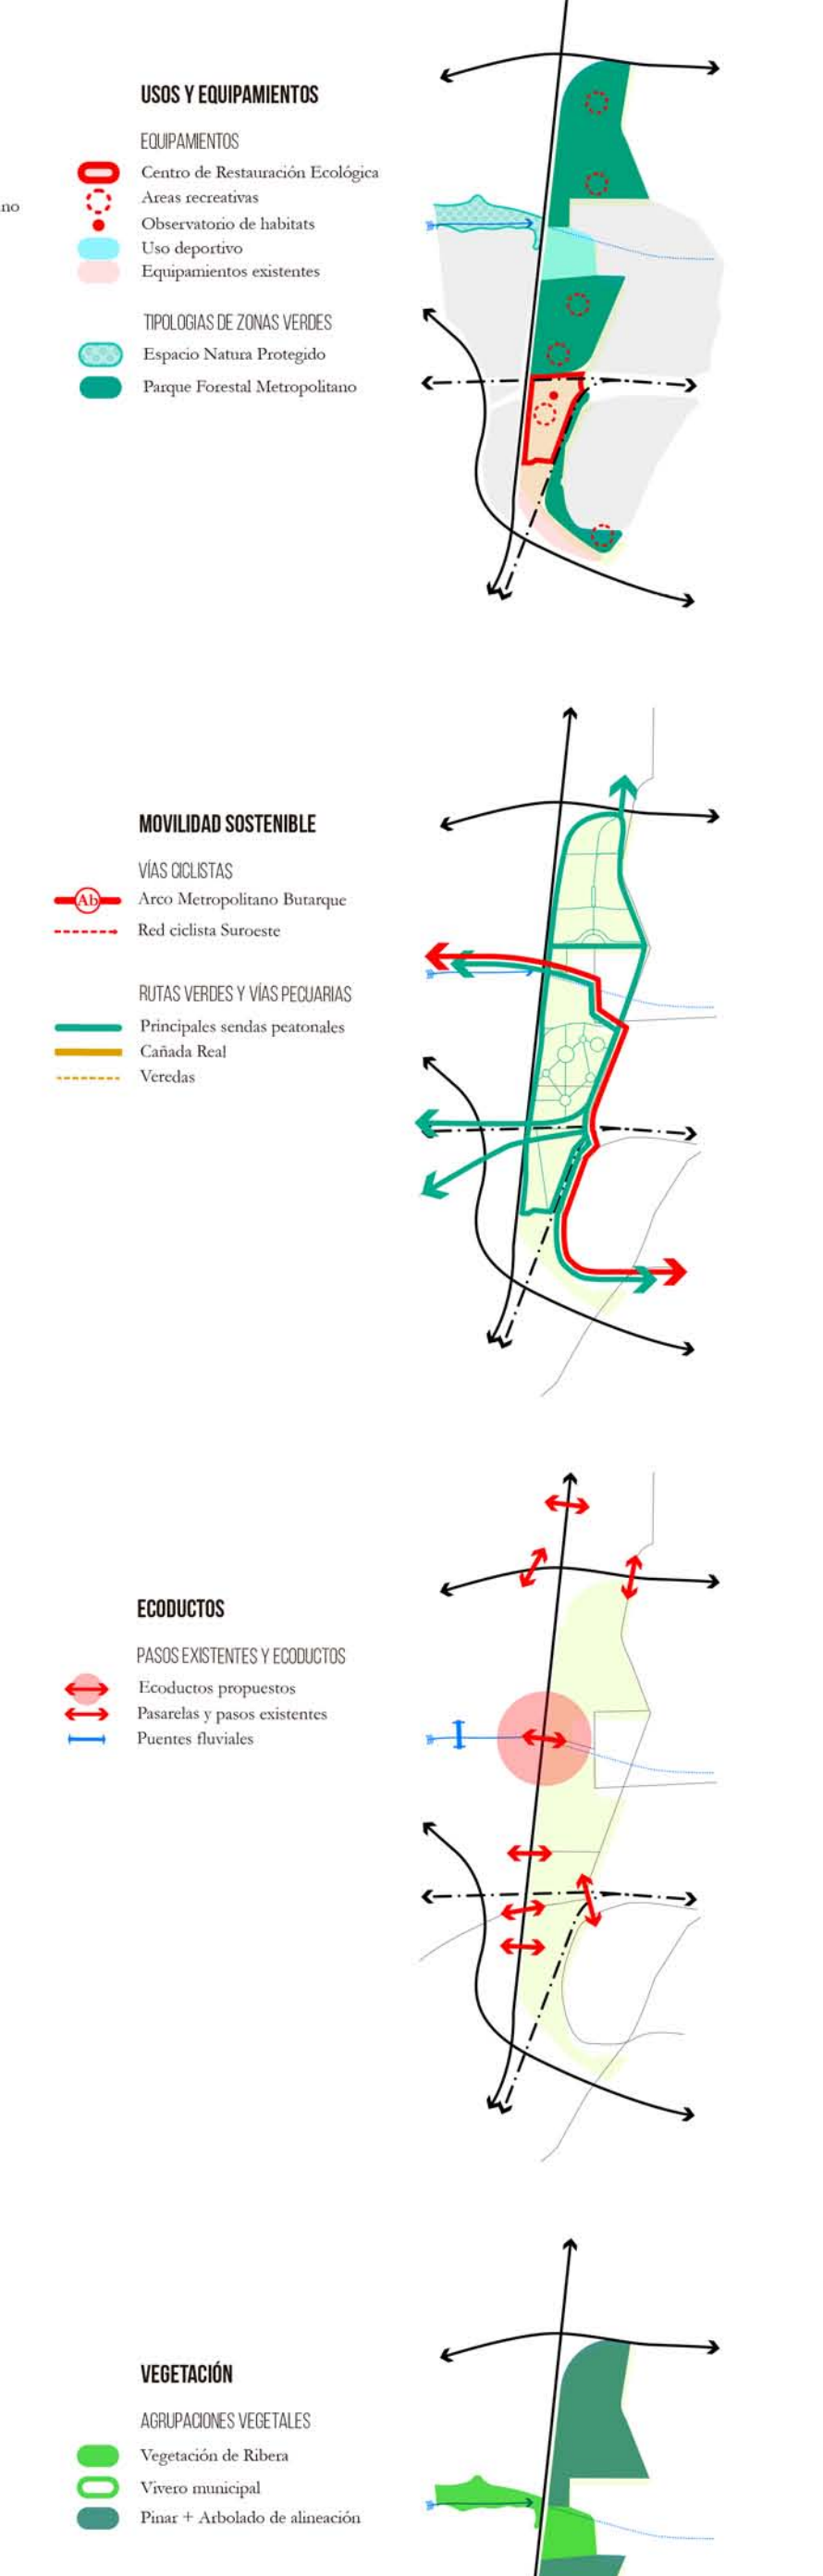 USOS Y EQUIPAMIENTOS
EQUIPAMIENTOS
Centro de Restauración Ecológica
Areas recreativas
no
Observatorio de habitats
Uso deportivo
Equipamientos existentes
TIPOLOGIAS DE ZONAS VERDES
Espacio Natura Protegido
Parque Forestal Metropolitano
MOVILIDAD SOSTENIBLE
VÍAS CICLISTAS
Ab Arco Metropolitano Butarque
Red ciclista Suroeste
RUTAS VERDES Y VÍAS PECUARIAS
Principales sendas peatonales
Cañada Real
Veredas
ECODUCTOS
PASOS EXISTENTES Y ECODUCTOS
Ecoductos propuestos
Pasarelas y pasos existentes
Puentes fluviales
VEGETACIÓN
AGRUPACIONES VEGETALES
Vegetación de Ribera
Vivero municipal
Pinar + Arbolado de alineación